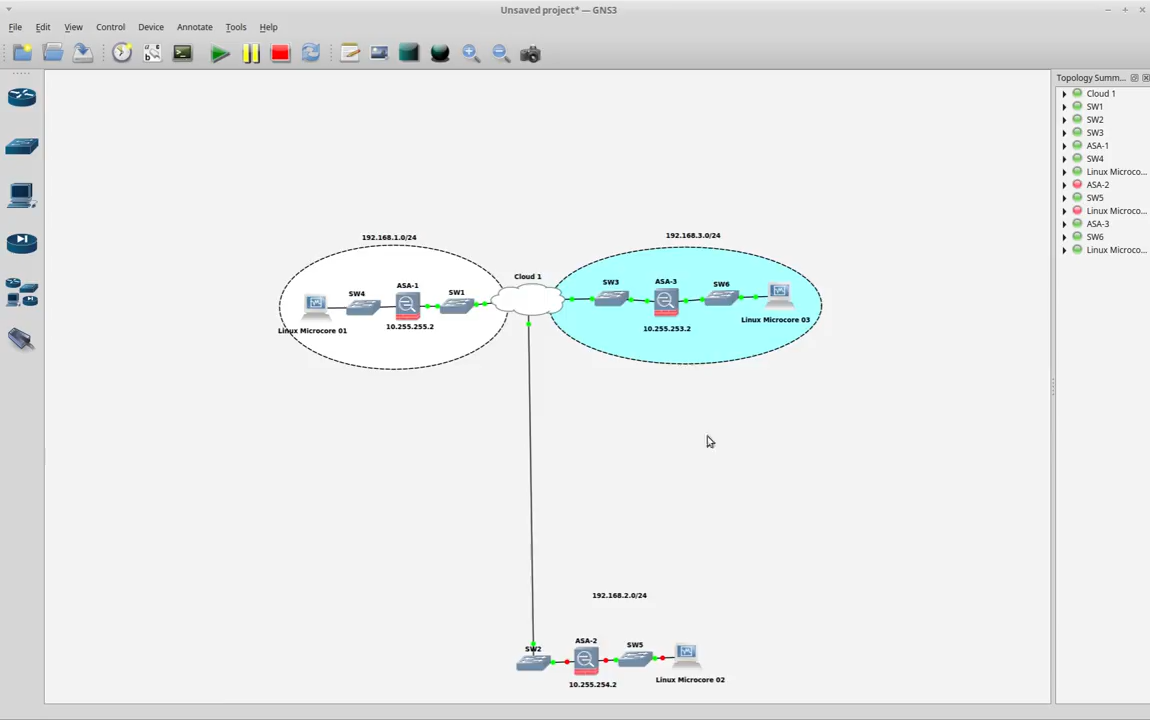 Unsaved project* — GNS3
File Edit View Control Device Annotate Tools Help
Topology Summ...
Cloud 1
SW1
SW2
SW3
ASA-1
SW4
Linux Microco...
ASA-2
SW5
Linux Microco...
ASA-3
SW6
Linux Microco...
192.168.1.0/24
192.168.3.0/24
Cloud 1
SW4
ASA-1
SW1
SW3
ASA-3
SW6
Linux Microcore 01
10.255.255.2
10.255.253.2
Linux Microcore 03
192.168.2.0/24
SW2
ASA-2
SW5
10.255.254.2
Linux Microcore 02